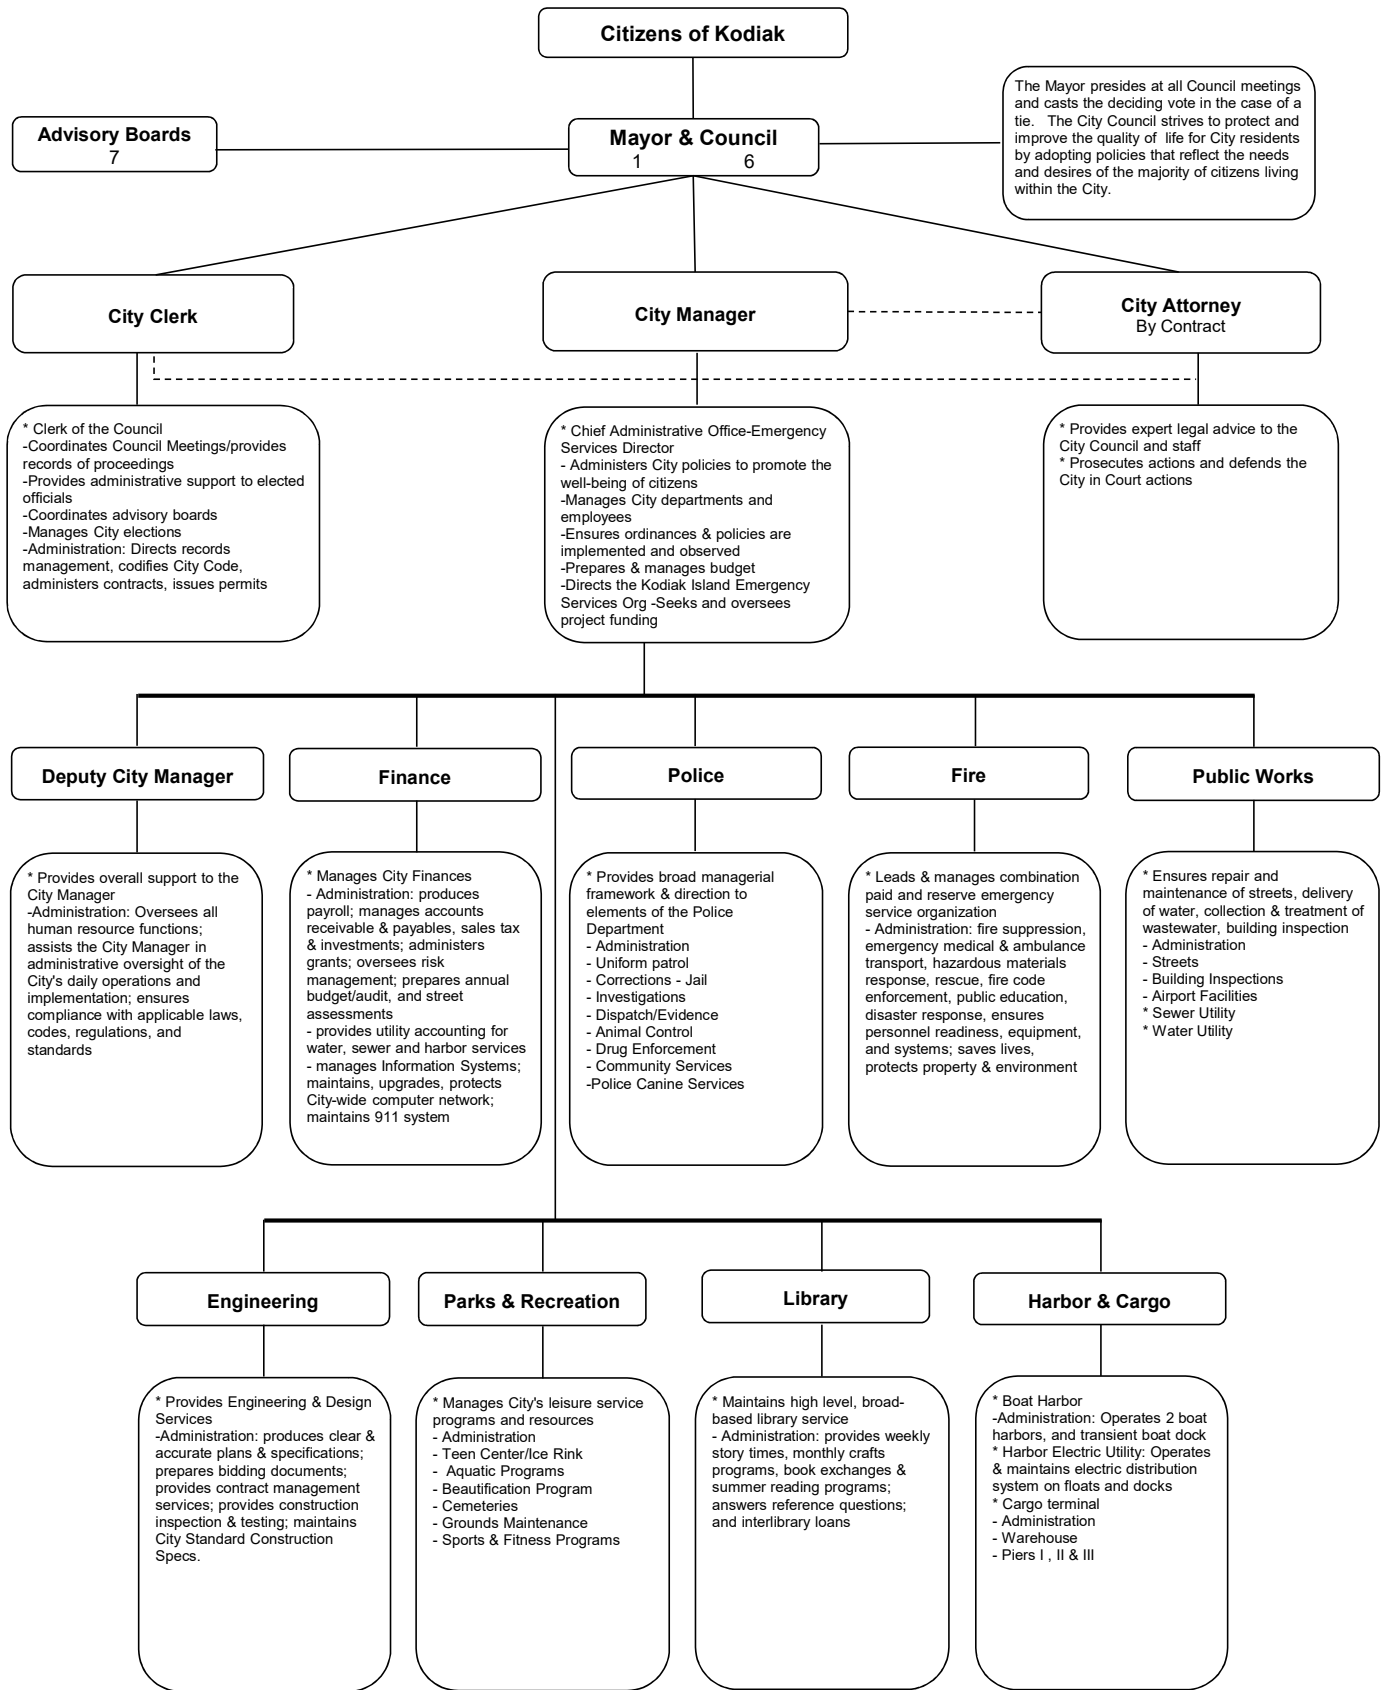 Citizens of Kodiak
The Mayor presides at all Council meetings
and casts the deciding vote in the case of a
tie.   The City Council strives to protect and
improve the quality of  life for City residents
by adopting policies that reflect the needs
and desires of the majority of citizens living
within the City.
Advisory Boards
7
Mayor & Council
1 6
City Clerk
City Manager
City Attorney
By Contract
* Clerk of the Council
-Coordinates Council Meetings/provides
records of proceedings
-Provides administrative support to elected
officials
-Coordinates advisory boards
-Manages City elections
-Administration: Directs records
management, codifies City Code,
administers contracts, issues permits
* Chief Administrative Office-Emergency
Services Director
- Administers City policies to promote the
well-being of citizens
-Manages City departments and
employees
-Ensures ordinances & policies are
implemented and observed
-Prepares & manages budget
-Directs the Kodiak Island Emergency
Services Org -Seeks and oversees
project funding
* Provides expert legal advice to the
City Council and staff
* Prosecutes actions and defends the
City in Court actions
Deputy City Manager
Finance
Police
Fire
Public Works
* Provides overall support to the
City Manager
-Administration: Oversees all
human resource functions;
assists the City Manager in
administrative oversight of the
City's daily operations and
implementation; ensures
compliance with applicable laws,
codes, regulations, and
standards
* Manages City Finances
- Administration: produces
payroll; manages accounts
receivable & payables, sales tax
& investments; administers
grants; oversees risk
management; prepares annual
budget/audit, and street
assessments
- provides utility accounting for
water, sewer and harbor services
- manages Information Systems;
maintains, upgrades, protects
City-wide computer network;
maintains 911 system
* Provides broad managerial
framework & direction to
elements of the Police
Department
- Administration
- Uniform patrol
- Corrections - Jail
- Investigations
- Dispatch/Evidence
- Animal Control
- Drug Enforcement
- Community Services
-Police Canine Services
* Leads & manages combination
paid and reserve emergency
service organization
- Administration: fire suppression,
emergency medical & ambulance
transport, hazardous materials
response, rescue, fire code
enforcement, public education,
disaster response, ensures
personnel readiness, equipment,
and systems; saves lives,
protects property & environment
* Ensures repair and
maintenance of streets, delivery
of water, collection & treatment of
wastewater, building inspection
- Administration
- Streets
- Building Inspections
- Airport Facilities
* Sewer Utility
* Water Utility
Engineering
Parks & Recreation
Library
Harbor & Cargo
* Provides Engineering & Design
Services
-Administration: produces clear &
accurate plans & specifications;
prepares bidding documents;
provides contract management
services; provides construction
inspection & testing; maintains
City Standard Construction
Specs.
* Manages City's leisure service
programs and resources
- Administration
- Teen Center/Ice Rink
-  Aquatic Programs
- Beautification Program
- Cemeteries
- Grounds Maintenance
- Sports & Fitness Programs
* Maintains high level, broad-
based library service
- Administration: provides weekly
story times, monthly crafts
programs, book exchanges &
summer reading programs;
answers reference questions;
and interlibrary loans
* Boat Harbor
-Administration: Operates 2 boat
harbors, and transient boat dock
* Harbor Electric Utility: Operates
& maintains electric distribution
system on floats and docks
* Cargo terminal
- Administration
- Warehouse
- Piers I , II & III